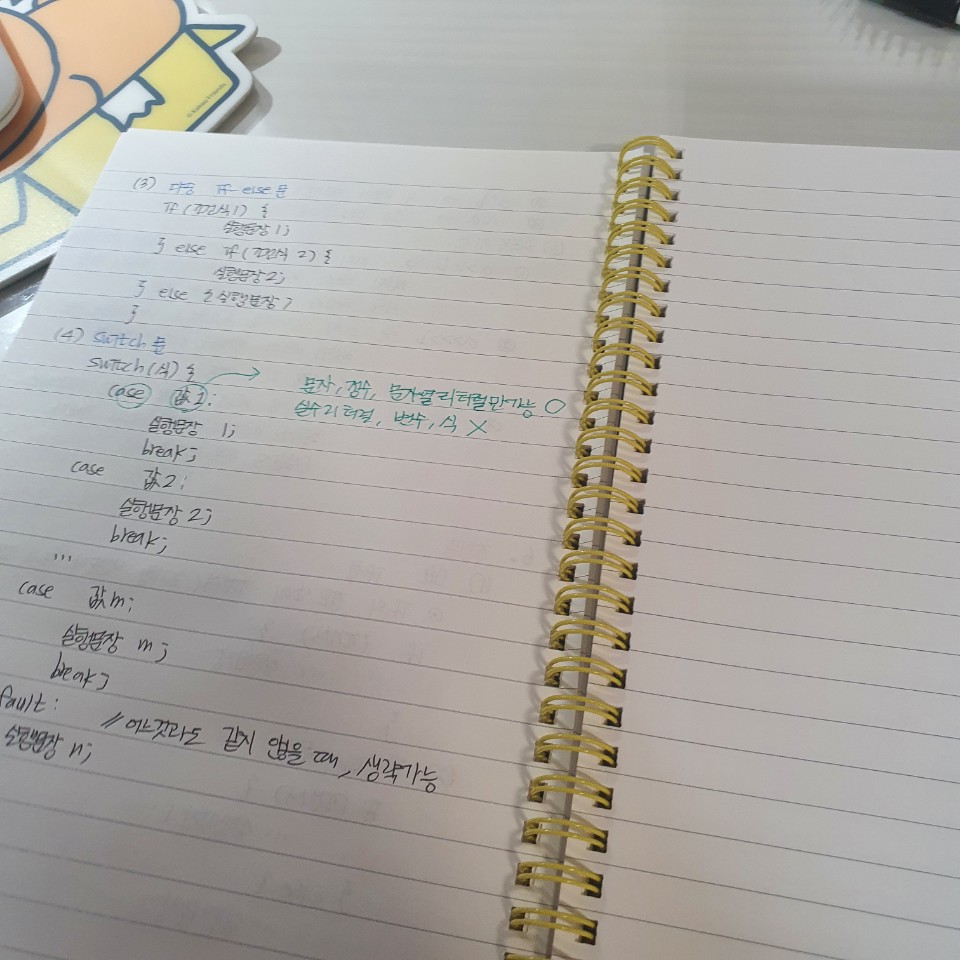 © Kakao Friends
(3) 다중 if-else 문
if (조건식1) {
실행문장 1;
} else if (조건식 2) {
실행문장2;
} else {실행문장;
}
(4) switch 문
switch (식) {
case 값1: 문자, 정수, 문자열 리터럴만가능 O
실수리터럴, 변수, 식 X
실행문장 1;
break;
case 값2:
실행문장 2;
break;
...
case 값m:
실행문장 m;
break;
fault: // 어느것과도 같지 않을 때, 생략가능
실행문장 n;